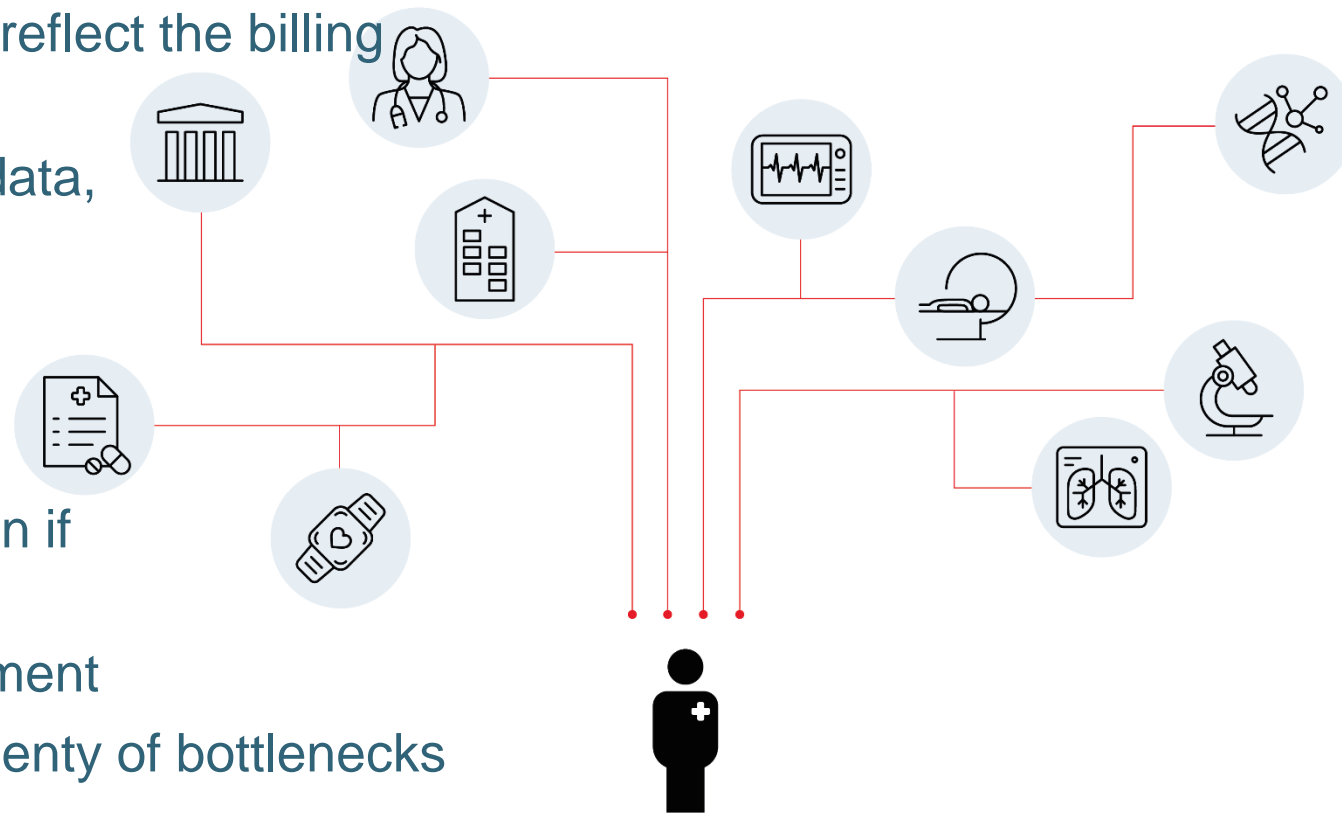 reflect the billing
data,
n if
ment
enty of bottlenecks